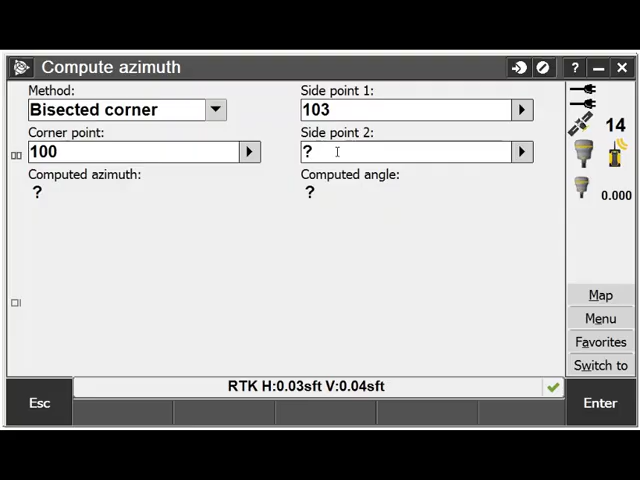 Compute azimuth
?
Method:
Side point 1:
Bisected corner
103
Corner point:
Side point 2:
100
?
Computed azimuth:
Computed angle:
?
?
14
0.000
Map
Menu
Favorites
Switch to
RTK H:0.03sft V:0.04sft
Esc
Enter